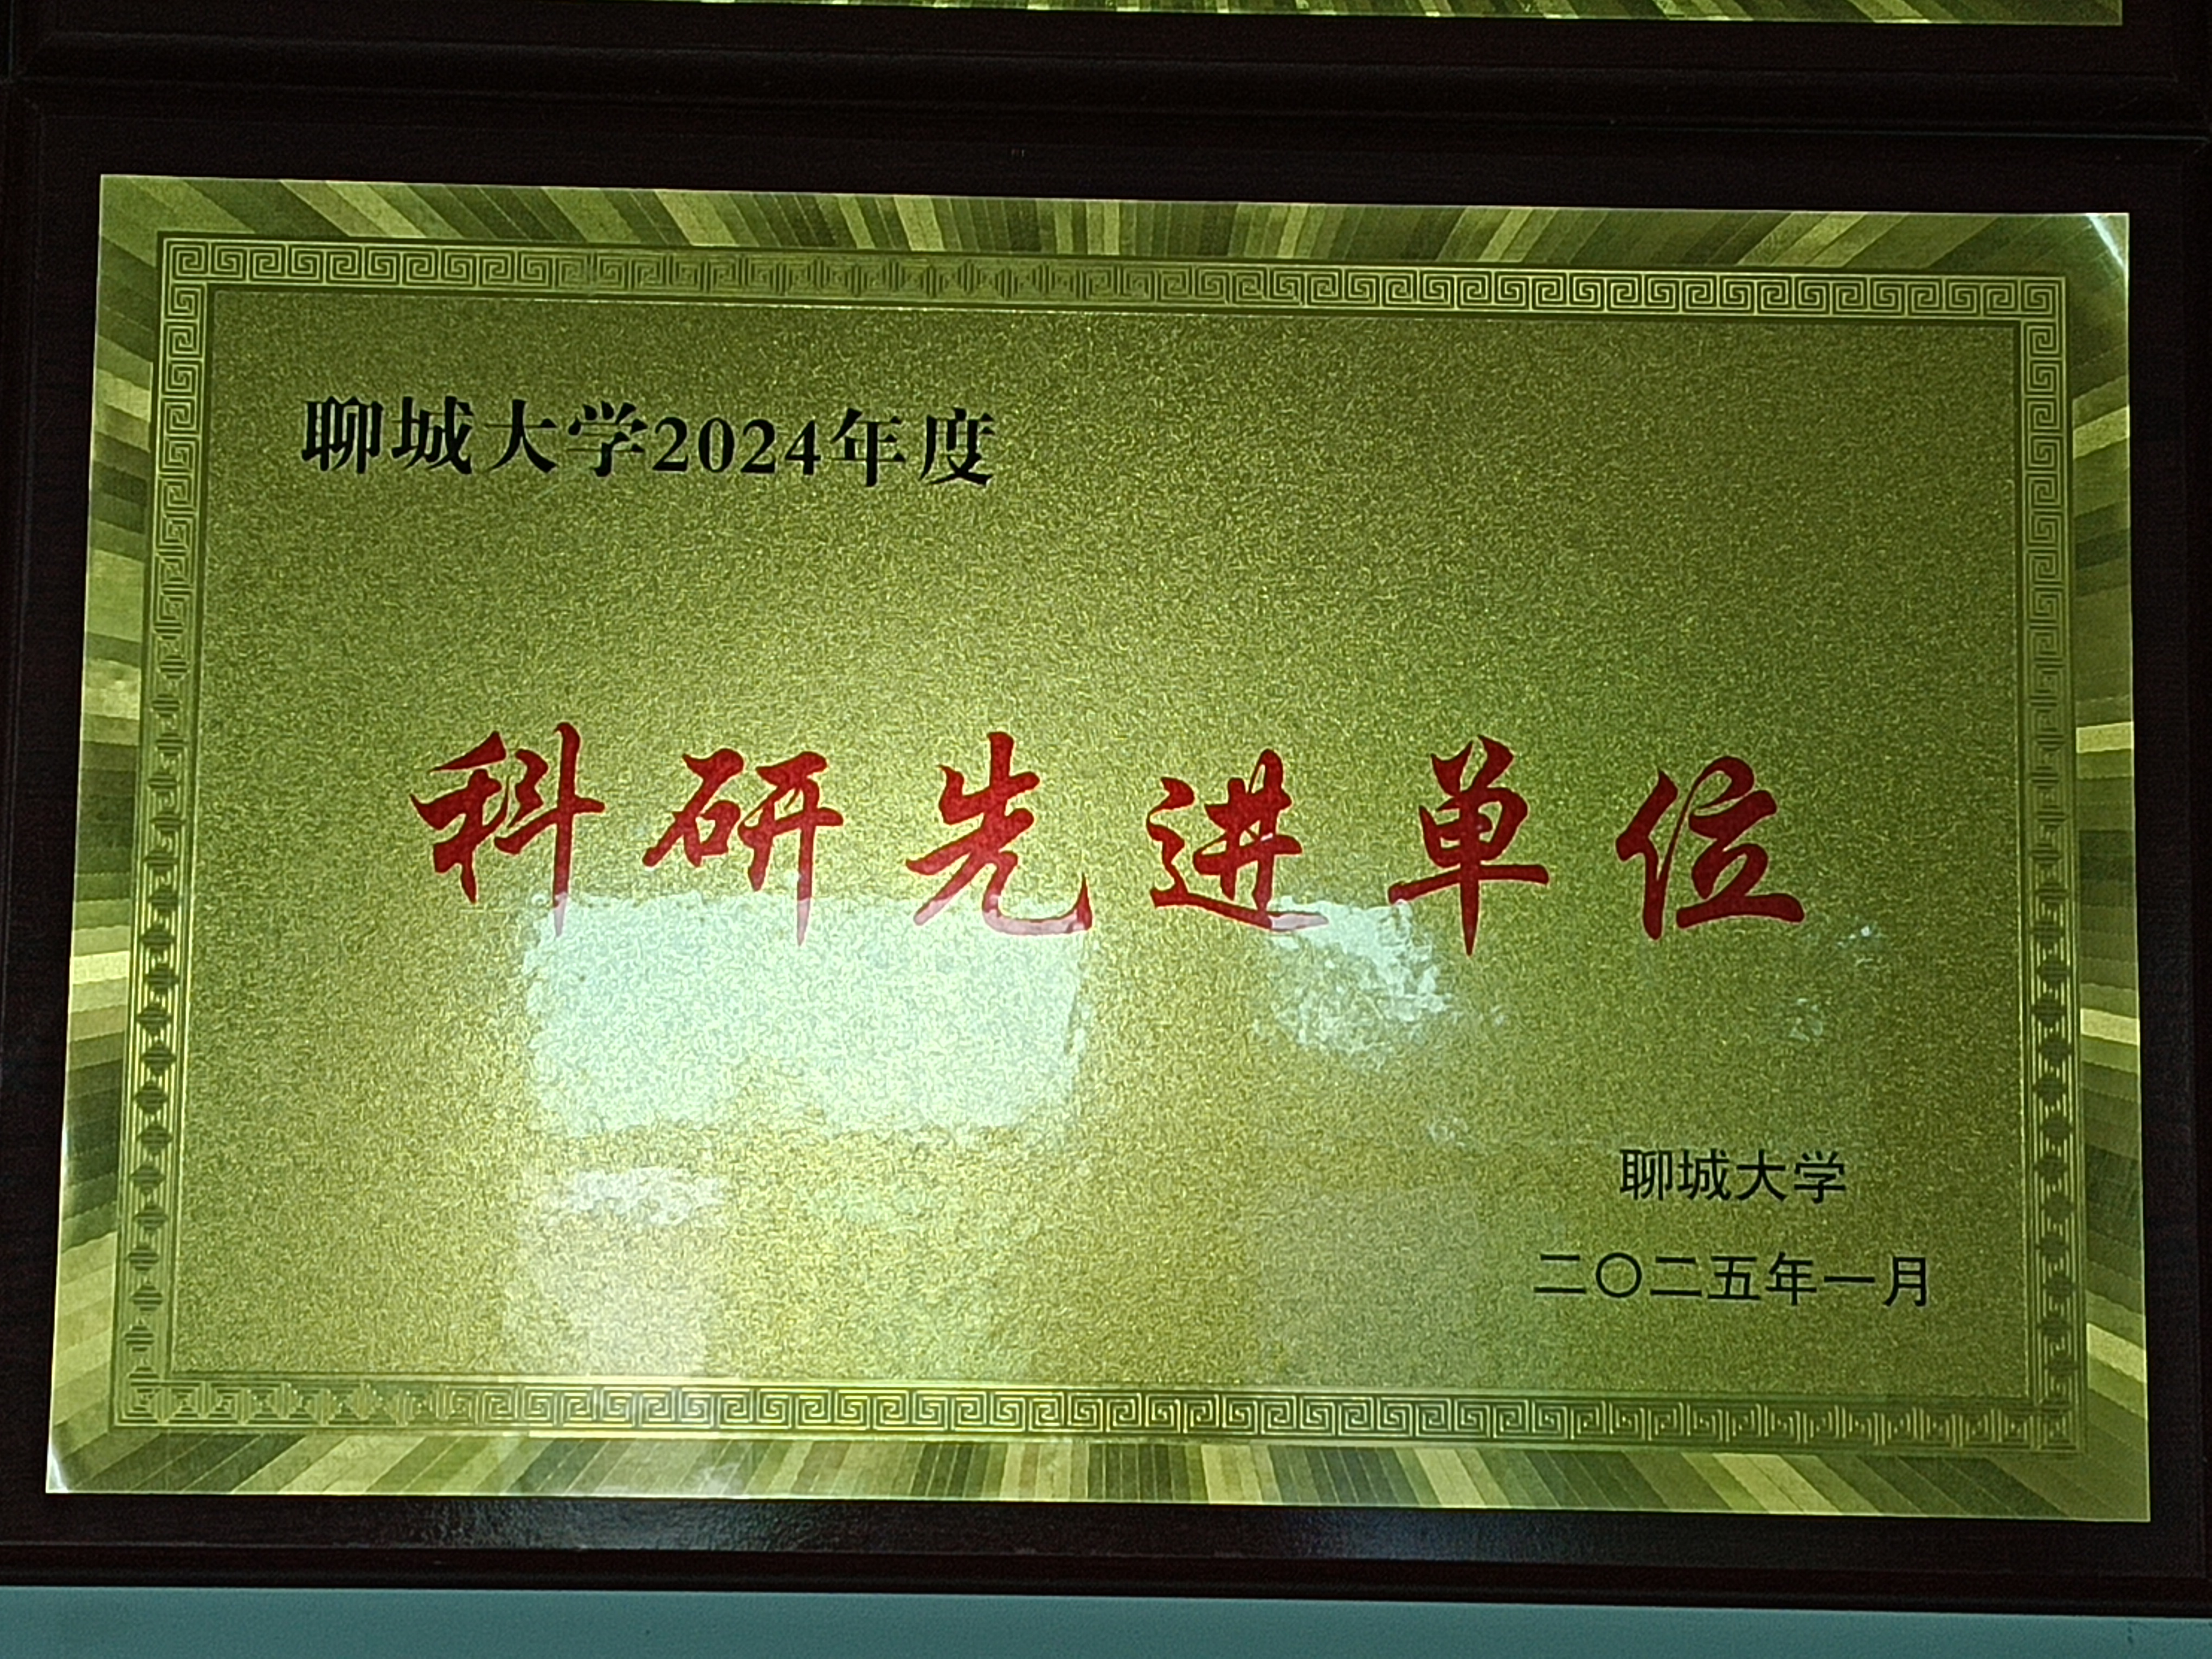 聊城大学2024年度
科研先进单位
聊城大学
二〇二五年一月